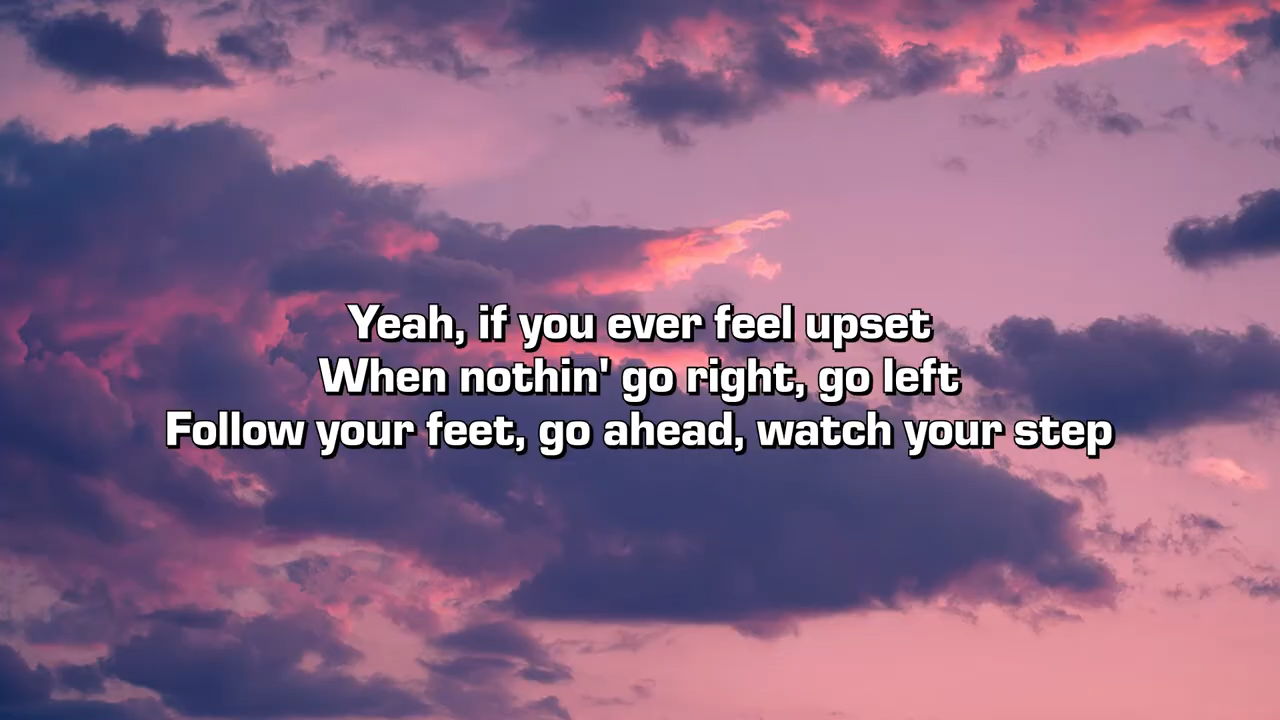 Yeah, if you ever feel upset
When nothin' go right, go left
Follow your feet, go ahead, watch your step